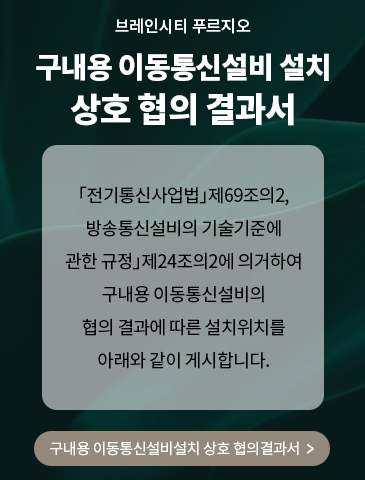 브레인시티 푸르지오
구내용 이동통신설비 설치
상호 협의 결과서
「전기통신사업법」제69조의2,
방송통신설비의 기술기준에
관한 규정」제24조의2에 의거하여
구내용 이동통신설비의
협의 결과에 따른 설치위치를
아래와 같이 게시합니다.
구내용 이동통신설비설치 상호 협의결과서 >